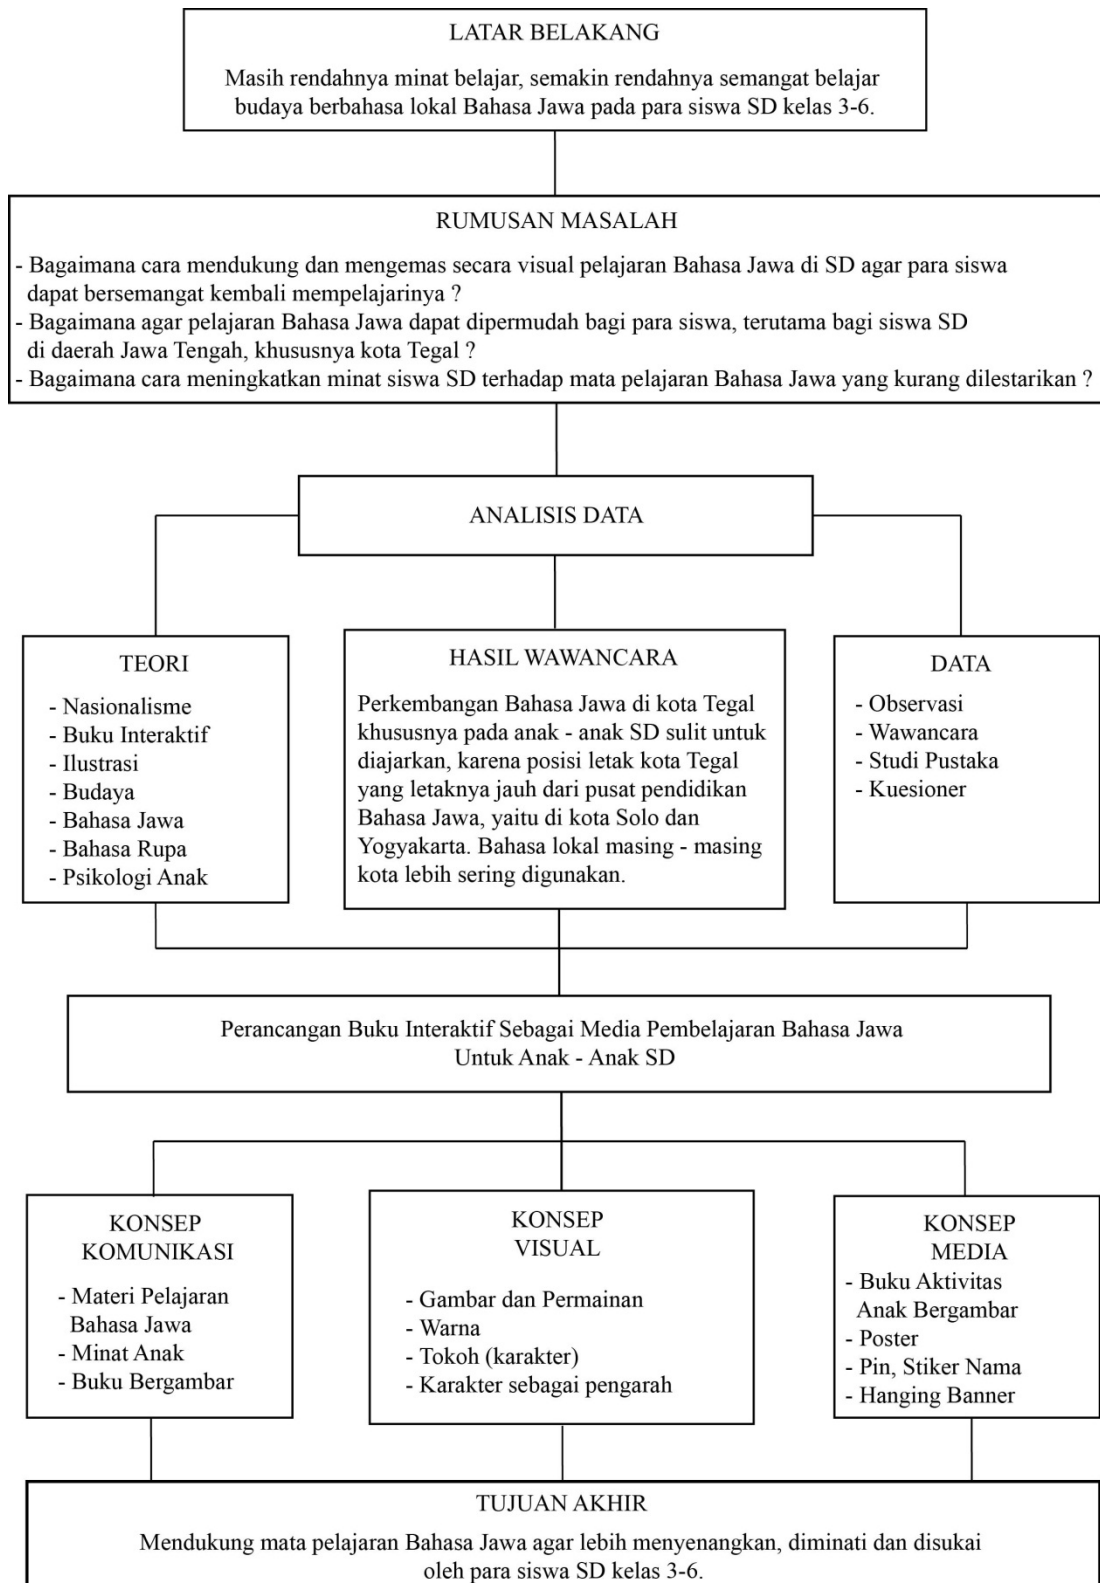 LATAR BELAKANG
Masih rendahnya minat belajar, semakin rendahnya semangat belajar
budaya berbahasa lokal Bahasa Jawa pada para siswa SD kelas 3-6.
RUMUSAN MASALAH
- Bagaimana cara mendukung dan mengemas secara visual pelajaran Bahasa Jawa di SD agar para siswa
dapat bersemangat kembali mempelajarinya ?
- Bagaimana agar pelajaran Bahasa Jawa dapat dipermudah bagi para siswa, terutama bagi siswa SD
di daerah Jawa Tengah, khususnya kota Tegal ?
- Bagaimana cara meningkatkan minat siswa SD terhadap mata pelajaran Bahasa Jawa yang kurang dilestarikan ?
ANALISIS DATA
TEORI
- Nasionalisme
- Buku Interaktif
- Ilustrasi
- Budaya
- Bahasa Jawa
- Bahasa Rupa
- Psikologi Anak
HASIL WAWANCARA
Perkembangan Bahasa Jawa di kota Tegal
khususnya pada anak - anak SD sulit untuk
diajarkan, karena posisi letak kota Tegal
yang letaknya jauh dari pusat pendidikan
Bahasa Jawa, yaitu di kota Solo dan
Yogyakarta. Bahasa lokal masing - masing
kota lebih sering digunakan.
DATA
- Observasi
- Wawancara
- Studi Pustaka
- Kuesioner
Perancangan Buku Interaktif Sebagai Media Pembelajaran Bahasa Jawa
Untuk Anak - Anak SD
KONSEP
KOMUNIKASI
- Materi Pelajaran
Bahasa Jawa
- Minat Anak
- Buku Bergambar
KONSEP
VISUAL
- Gambar dan Permainan
- Warna
- Tokoh (karakter)
- Karakter sebagai pengarah
KONSEP
MEDIA
- Buku Aktivitas
Anak Bergambar
- Poster
- Pin, Stiker Nama
- Hanging Banner
TUJUAN AKHIR
Mendukung mata pelajaran Bahasa Jawa agar lebih menyenangkan, diminati dan disukai
oleh para siswa SD kelas 3-6.